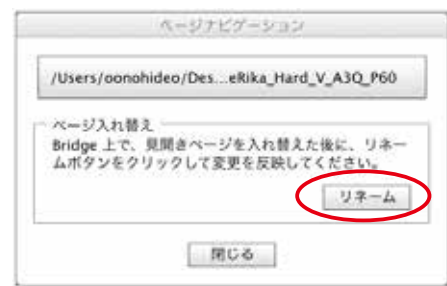 ページナビゲーション
/Users/oonohideo/Des...eRika_Hard_V_A3Q_P60
ページ入れ替え
Bridge 上で、見開きページを入れ替えた後に、リネー
ムボタンをクリックして変更を反映してください。
リネーム
閉じる